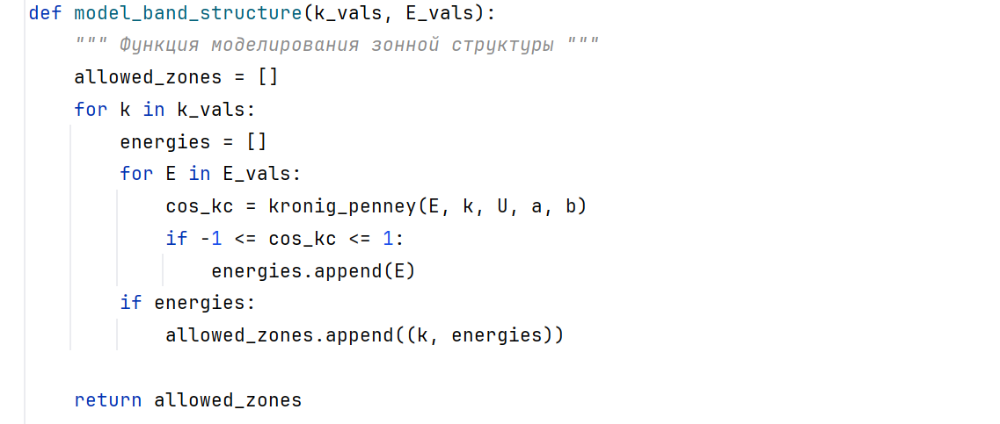 def model_band_structure(k_vals, E_vals):
    """ Функция моделирования зонной структуры """
    allowed_zones = []
    for k in k_vals:
        energies = []
        for E in E_vals:
            cos_kc = kronig_penney(E, k, U, a, b)
            if -1 <= cos_kc <= 1:
                energies.append(E)
        if energies:
            allowed_zones.append((k, energies))
    return allowed_zones